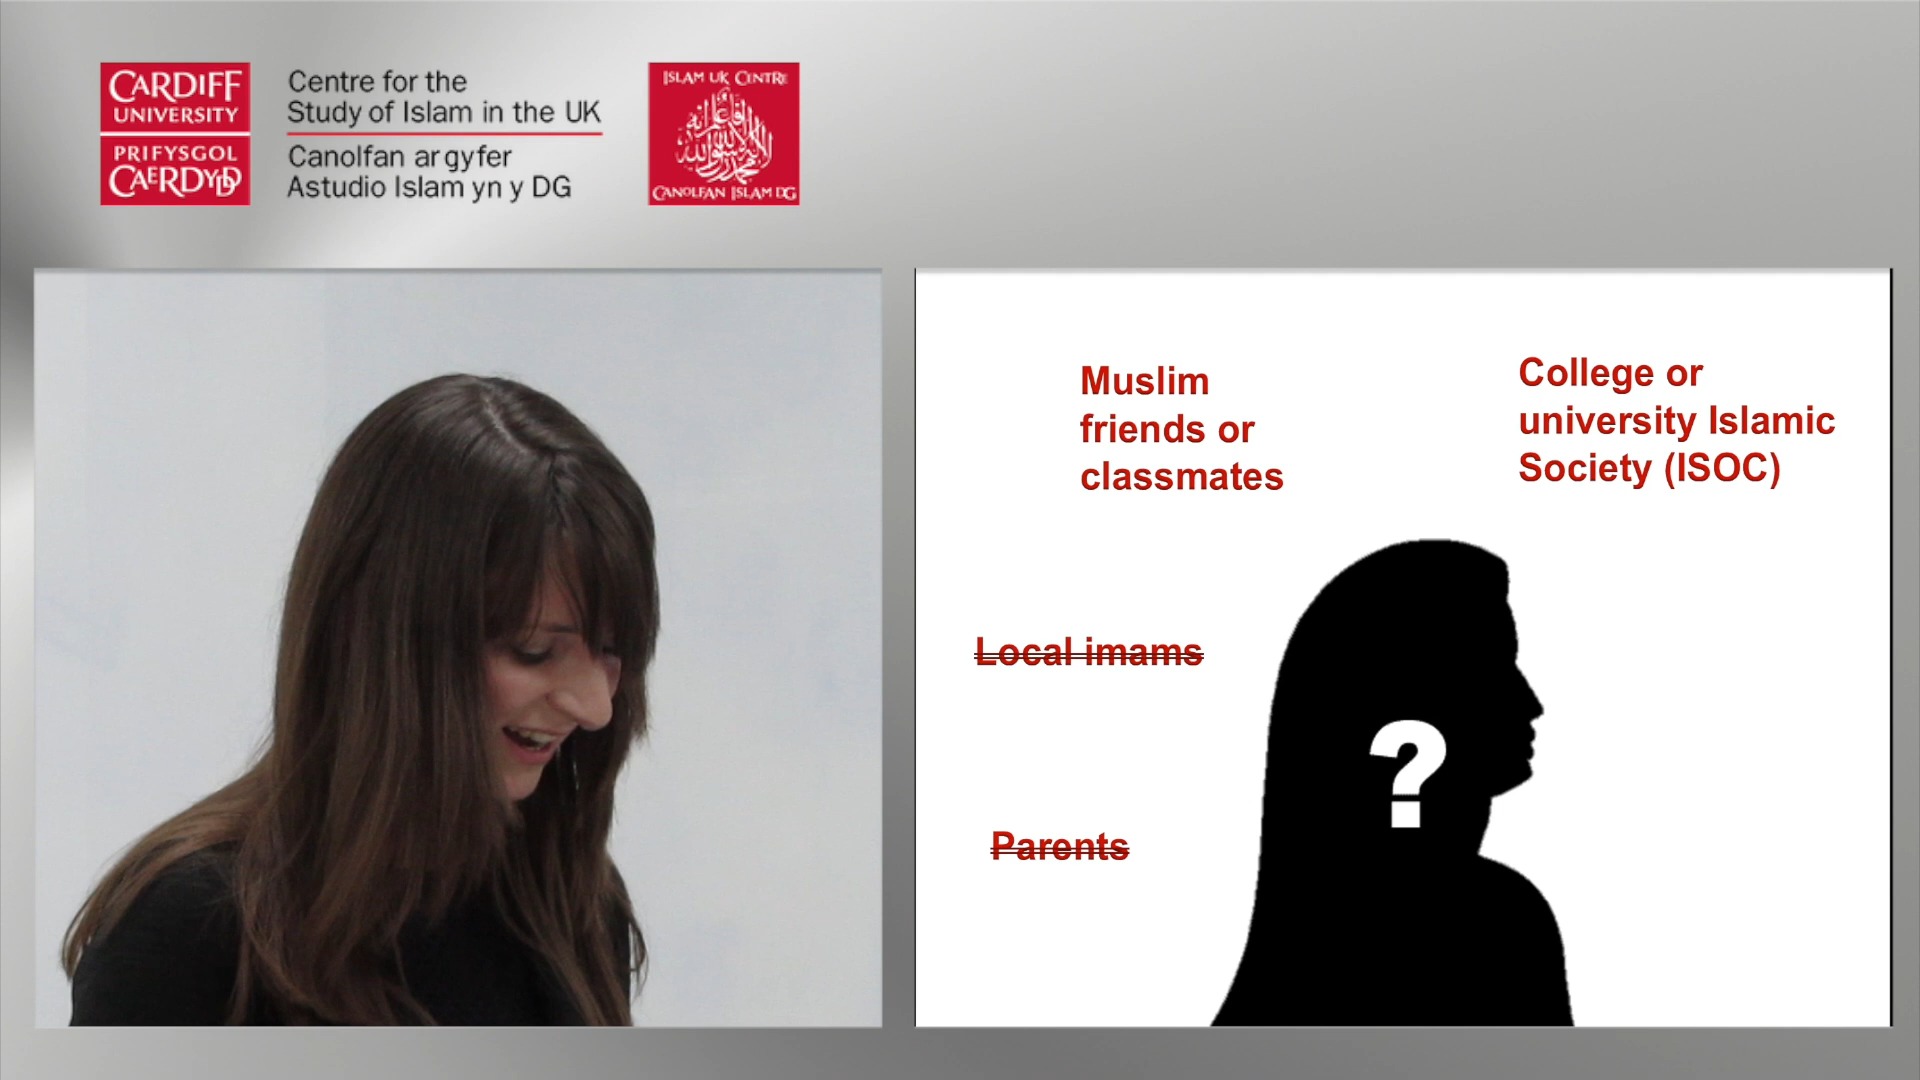 CARDIFF
UNIVERSITY
PRIFYSGOL
CAERDYDD
Centre for the
Study of Islam in the UK
Canolfan ar gyfer
Astudio Islam yn y DG
ISLAM UK CENTRE
CANOLFAN ISLAM DG
Muslim
friends or
classmates
College or
university Islamic
Society (ISOC)
Local imams
Parents
?